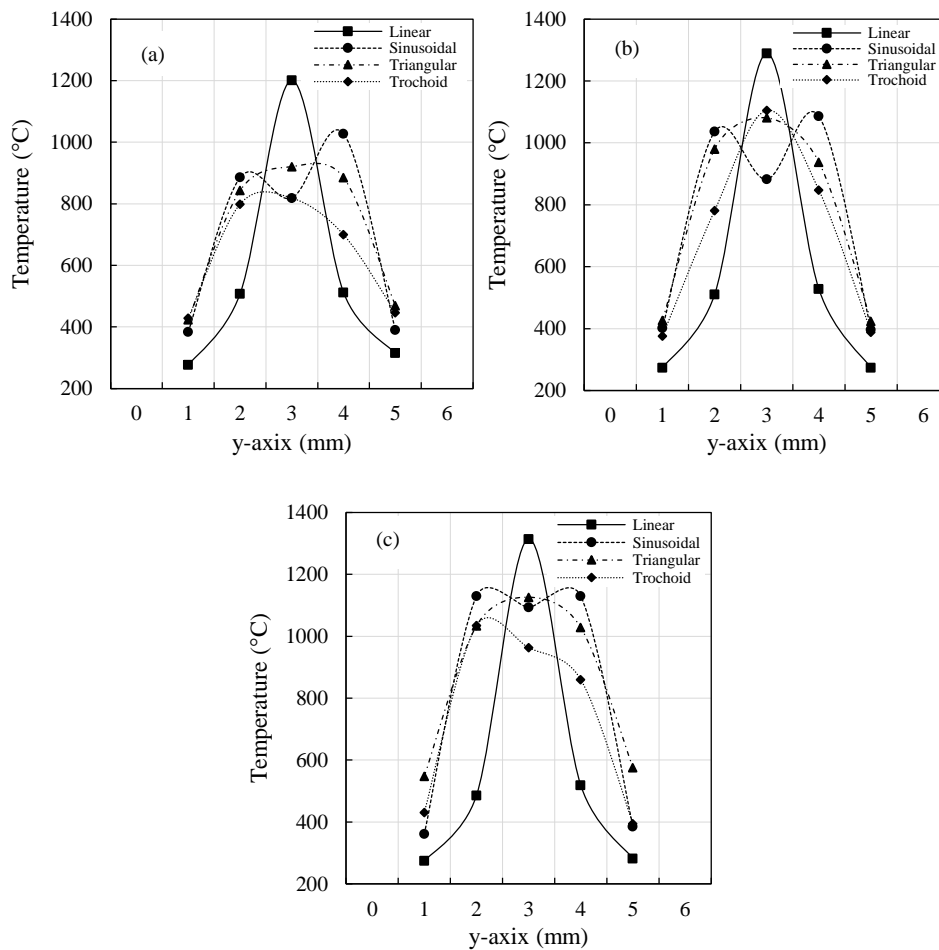 1400
1200
1000
800
600
400
200
Temperature (°C)
(a)
Linear
Sinusoidal
Triangular
Trochoid
0 1 2 3 4 5 6
y-axix (mm)
1400
1200
1000
800
600
400
200
Temperature (°C)
(b)
Linear
Sinusoidal
Triangular
Trochoid
0 1 2 3 4 5 6
y-axix (mm)
1400
1200
1000
800
600
400
200
Temperature (°C)
(c)
Linear
Sinusoidal
Triangular
Trochoid
0 1 2 3 4 5 6
y-axix (mm)